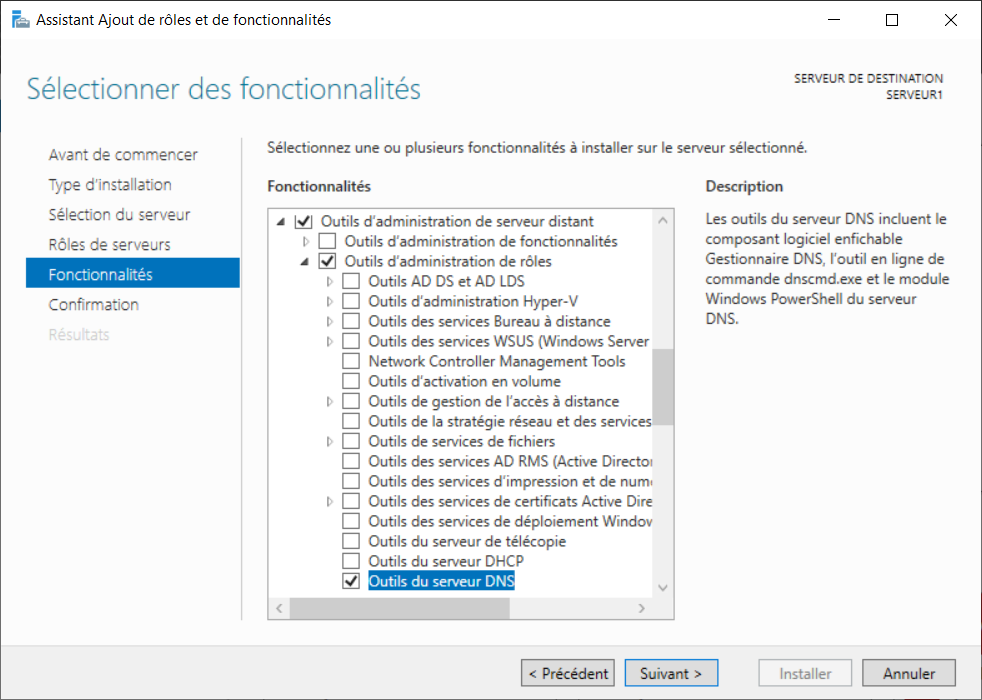 Assistant Ajout de rôles et de fonctionnalités
Sélectionner des fonctionnalités
SERVEUR DE DESTINATION
SERVEUR1
Avant de commencer
Type d'installation
Sélection du serveur
Rôles de serveurs
Fonctionnalités
Confirmation
Résultats
Sélectionnez une ou plusieurs fonctionnalités à installer sur le serveur sélectionné.
Fonctionnalités
Outils d'administration de serveur distant
Outils d'administration de fonctionnalités
Outils d'administration de rôles
Outils AD DS et AD LDS
Outils d'administration Hyper-V
Outils des services Bureau à distance
Outils des services WSUS (Windows Server
Network Controller Management Tools
Outils d'activation en volume
Outils de gestion de l'accès à distance
Outils de la stratégie réseau et des services
Outils de services de fichiers
Outils des services AD RMS (Active Director
Outils des services d'impression et de numé
Outils des services de certificats Active Dire
Outils des services de déploiement Window
Outils du serveur de télécopie
Outils du serveur DHCP
Outils du serveur DNS
Description
Les outils du serveur DNS incluent le
composant logiciel enfichable
Gestionnaire DNS, l'outil en ligne de
commande dnscmd.exe et le module
Windows PowerShell du serveur
DNS.
< Précédent
Suivant >
Installer
Annuler